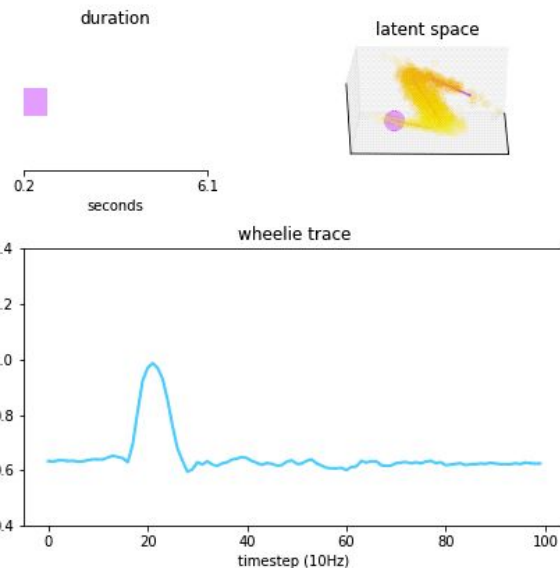 duration
latent space
0.2 6.1
seconds
wheelie trace
.4
.2
.0
0.8
0.6
0.4
0 20 40 60 80 100
timestep (10Hz)